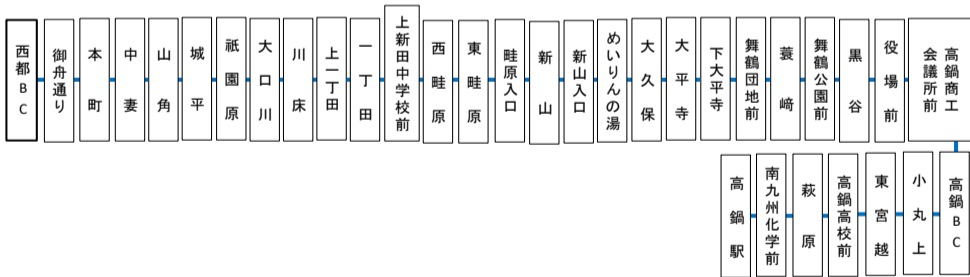 西都BC
御舟通り
本町
中妻
山角
城平
祇園原
大口川
川床
上一丁田
一丁田
上新田中学校前
西畦原
東畦原
畦原入口
新山
新山入口
めいりんの湯
大久保
大平寺
下大平寺
舞鶴団地前
蓑﨑
舞鶴公園前
黒谷
役場前
高鍋商工
会議所前
高鍋BC
小丸上
東宮越
高鍋高校前
萩原
南九州化学前
高鍋駅